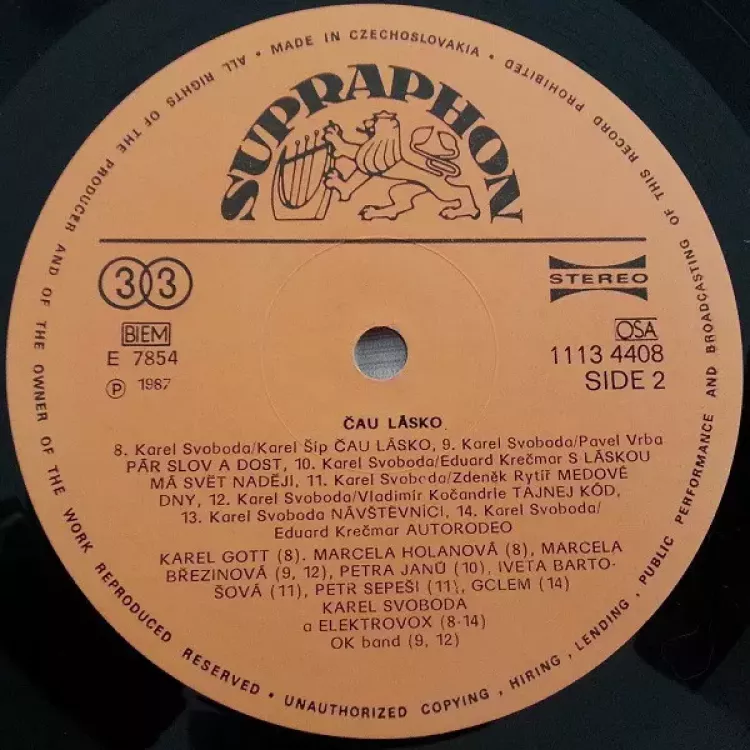 • MADE IN CZECHOSLOVAKIA •
ALL RIGHTS OF THE PRODUCER AND OF THE OWNER OF THE WORK REPRODUCED RESERVED • UNAUTHORIZED COPYING, HIRING, LENDING, PUBLIC PERFORMANCE AND BROADCASTING OF THIS RECORD PROHIBITED
SUPRAPHON
33
STEREO
BIEM
OSA
E 7854
1113 4408
Ⓟ 1987
SIDE 2
ČAU LÁSKO
8. Karel Svoboda/Karel Šíp ČAU LÁSKO, 9. Karel Svoboda/Pavel Vrba
PÁR SLOV A DOST, 10. Karel Svoboda/Eduard Krečmar S LÁSKOU
MÁ SVĚT NADĚJI, 11. Karel Svoboda/Zdeněk Rytíř MEDOVÉ
DNY, 12. Karel Svoboda/Vladimír Kočandrle TAJNEJ KÓD,
13. Karel Svoboda NÁVŠTĚVNÍCI, 14. Karel Svoboda/
Eduard Krečmar AUTORODEO
KAREL GOTT (8). MARCELA HOLANOVÁ (8), MARCELA
BŘEZINOVÁ (9, 12), PETRA JANŮ (10), IVETA BARTO-
ŠOVÁ (11), PETR SEPEŠI (11), GCLEM (14)
KAREL SVOBODA
a ELEKTROVOX (8-14)
OK band (9, 12)